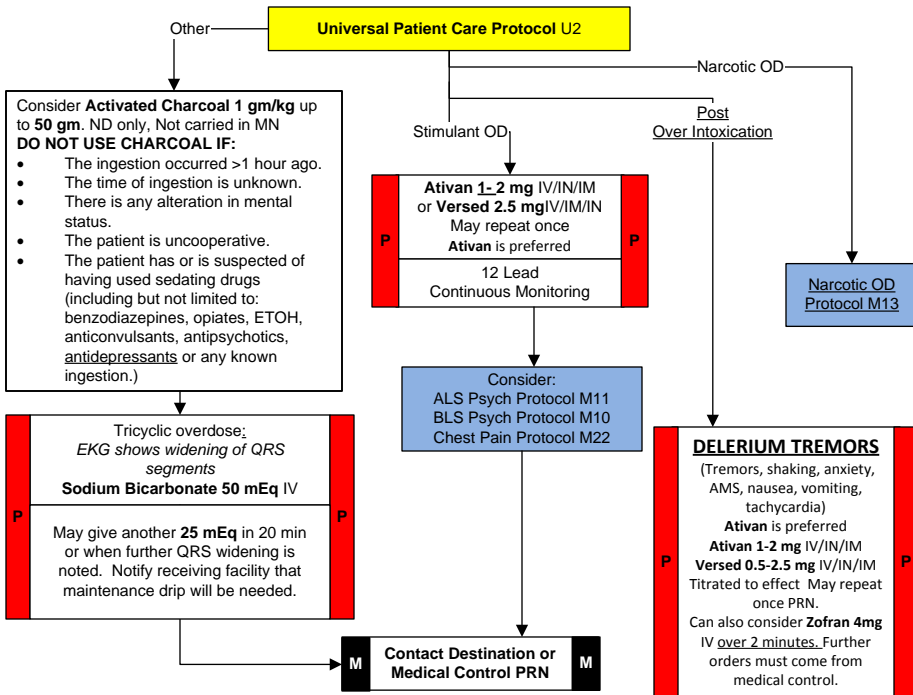 Other
Universal Patient Care Protocol U2
Narcotic OD
Consider Activated Charcoal 1 gm/kg up
to 50 gm. ND only, Not carried in MN
DO NOT USE CHARCOAL IF:
• The ingestion occurred >1 hour ago.
• The time of ingestion is unknown.
• There is any alteration in mental
status.
• The patient is uncooperative.
• The patient has or is suspected of
having used sedating drugs
(including but not limited to:
benzodiazepines, opiates, ETOH,
anticonvulsants, antipsychotics,
antidepressants or any known
ingestion.)
Stimulant OD
Post
Over Intoxication
P
Ativan 1- 2 mg IV/IN/IM
or Versed 2.5 mgIV/IM/IN
May repeat once
Ativan is preferred
12 Lead
Continuous Monitoring
P
Narcotic OD
Protocol M13
Consider:
ALS Psych Protocol M11
BLS Psych Protocol M10
Chest Pain Protocol M22
P
Tricyclic overdose:
EKG shows widening of QRS
segments
Sodium Bicarbonate 50 mEq IV
May give another 25 mEq in 20 min
or when further QRS widening is
noted. Notify receiving facility that
maintenance drip will be needed.
P
P
DELERIUM TREMORS
(Tremors, shaking, anxiety,
AMS, nausea, vomiting,
tachycardia)
Ativan is preferred
Ativan 1-2 mg IV/IN/IM
Versed 0.5-2.5 mg IV/IN/IM
Titrated to effect May repeat
once PRN.
Can also consider Zofran 4mg
IV over 2 minutes. Further
orders must come from
medical control.
P
M
Contact Destination or
Medical Control PRN
M